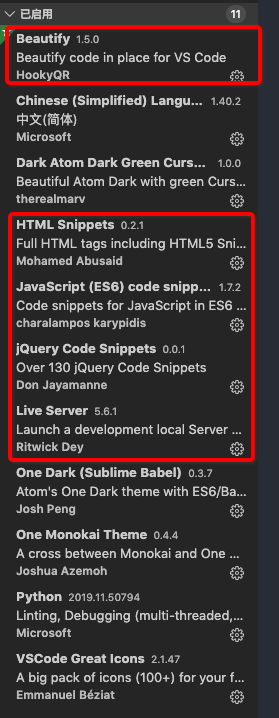 已启用 11
Beautify 1.5.0
Beautify code in place for VS Code
HookyQR
Chinese (Simplified) Langu... 1.40.2
中文(简体)
Microsoft
Dark Atom Dark Green Curs... 1.0.0
Beautiful Atom Dark with green Curs...
therealmarv
HTML Snippets 0.2.1
Full HTML tags including HTML5 Sni...
Mohamed Abusaid
JavaScript (ES6) code snipp... 1.7.2
Code snippets for JavaScript in ES6 ...
charalampos karypidis
jQuery Code Snippets 0.0.1
Over 130 jQuery Code Snippets
Don Jayamanne
Live Server 5.6.1
Launch a development local Server ...
Ritwick Dey
One Dark (Sublime Babel) 0.3.7
Atom's One Dark theme with ES6/Ba...
Josh Peng
One Monokai Theme 0.4.4
A cross between Monokai and One ...
Joshua Azemoh
Python 2019.11.50794
Linting, Debugging (multi-threaded,...
Microsoft
VSCode Great Icons 2.1.47
A big pack of icons (100+) for your f...
Emmanuel Béziat